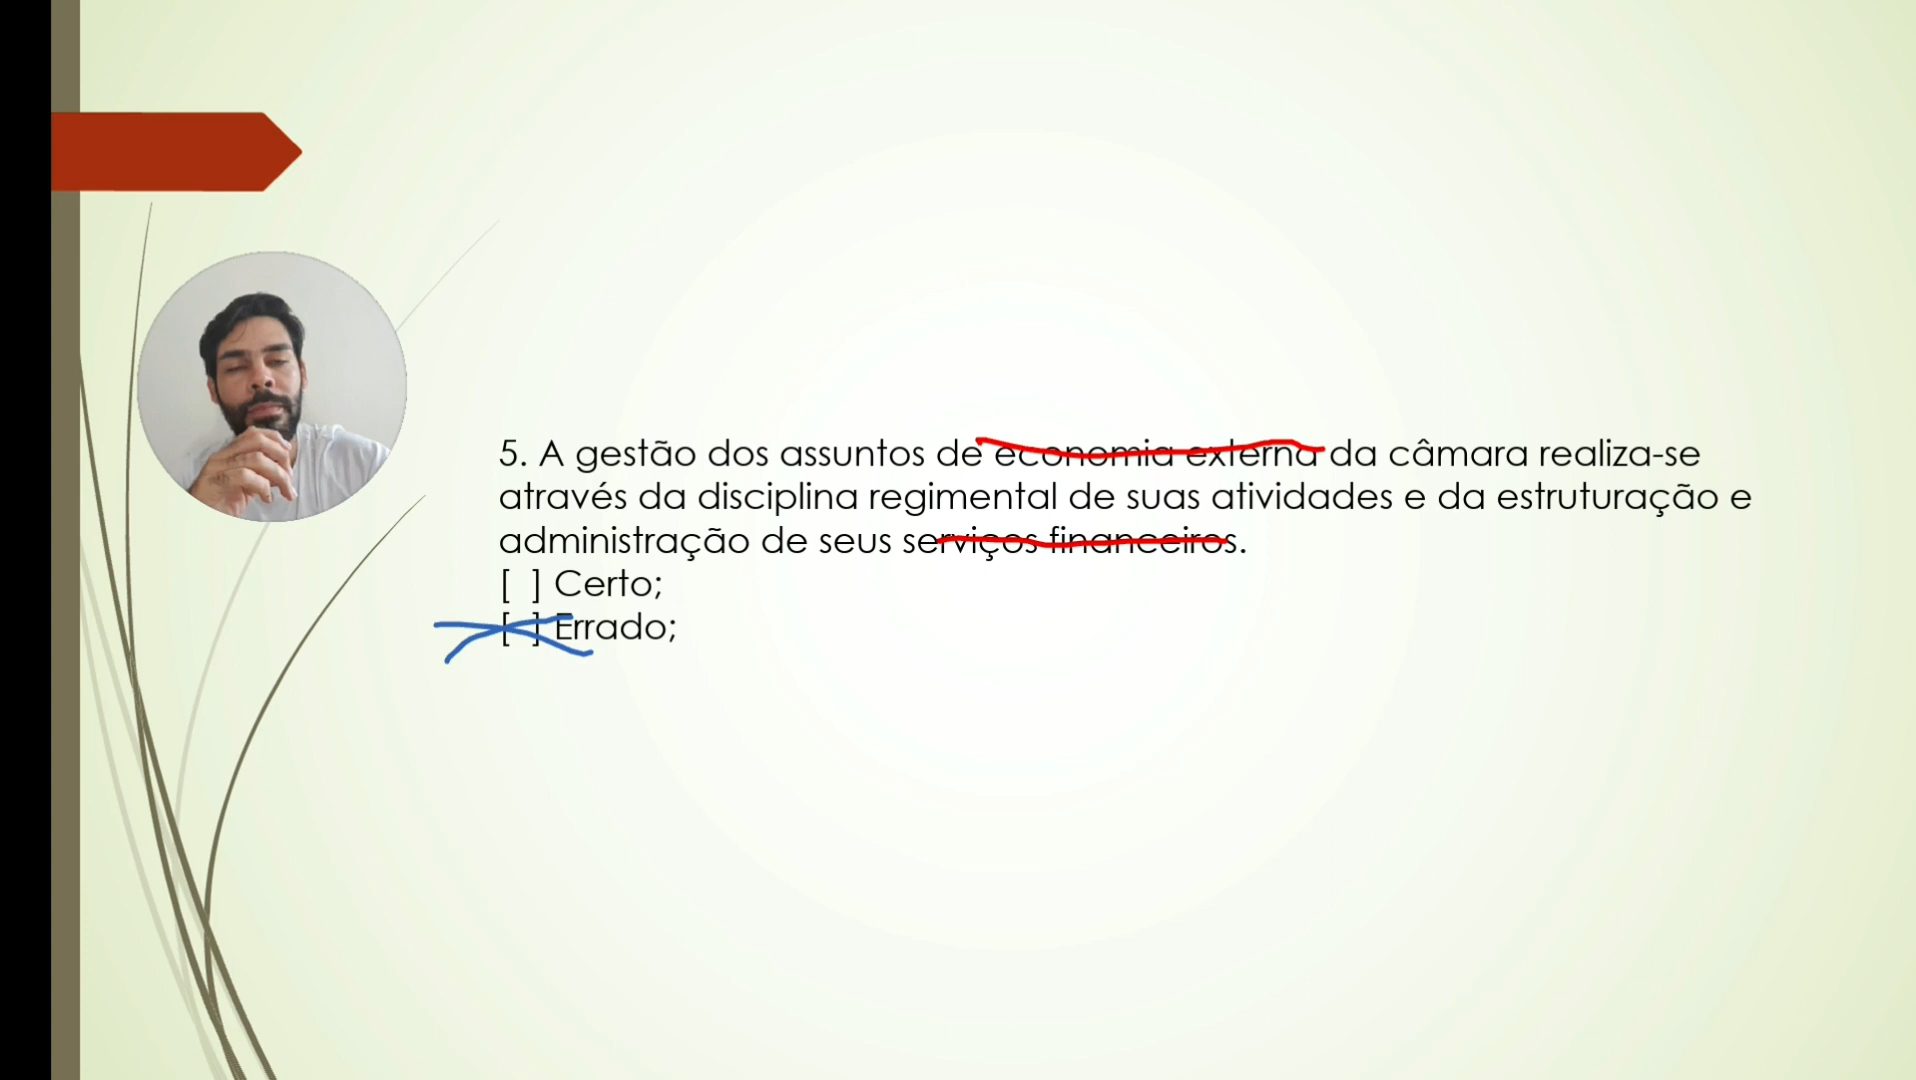 5. A gestão dos assuntos de economia externa da câmara realiza-se
através da disciplina regimental de suas atividades e da estruturação e
administração de seus serviços financeiros.
[ ] Certo;
[ ] Errado;